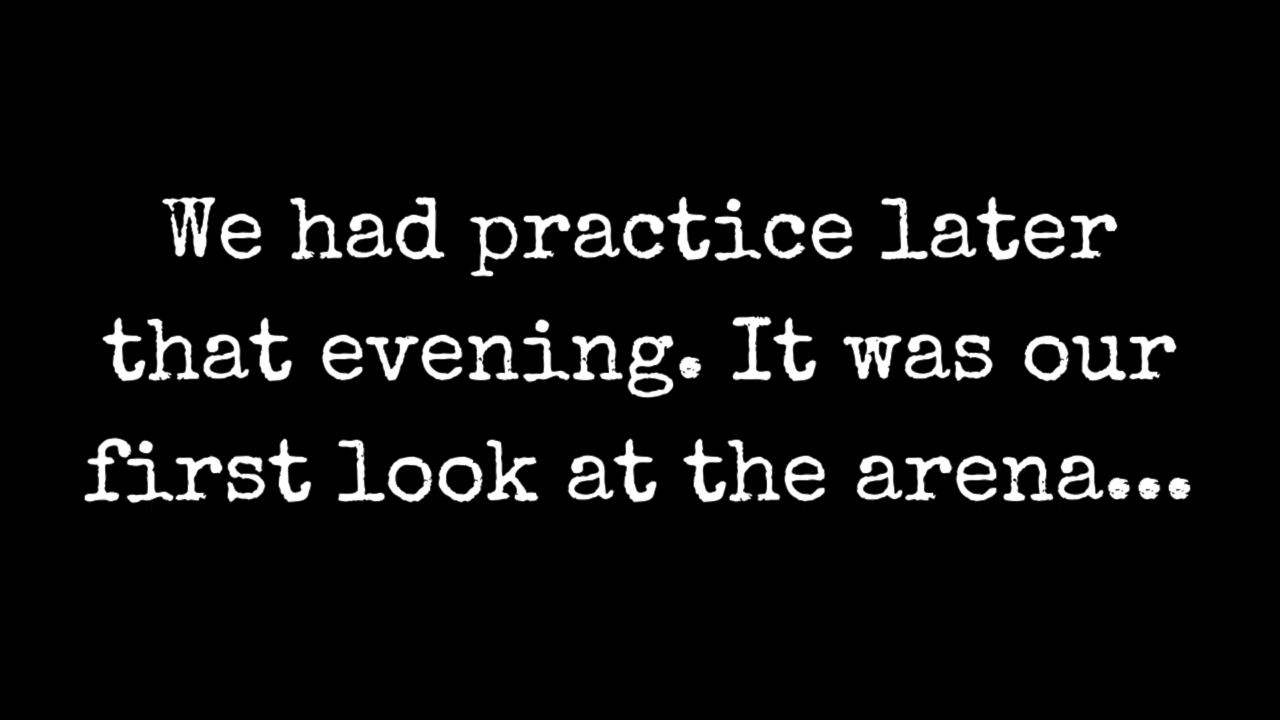 We had practice later
that evening. It was our
first look at the arena...